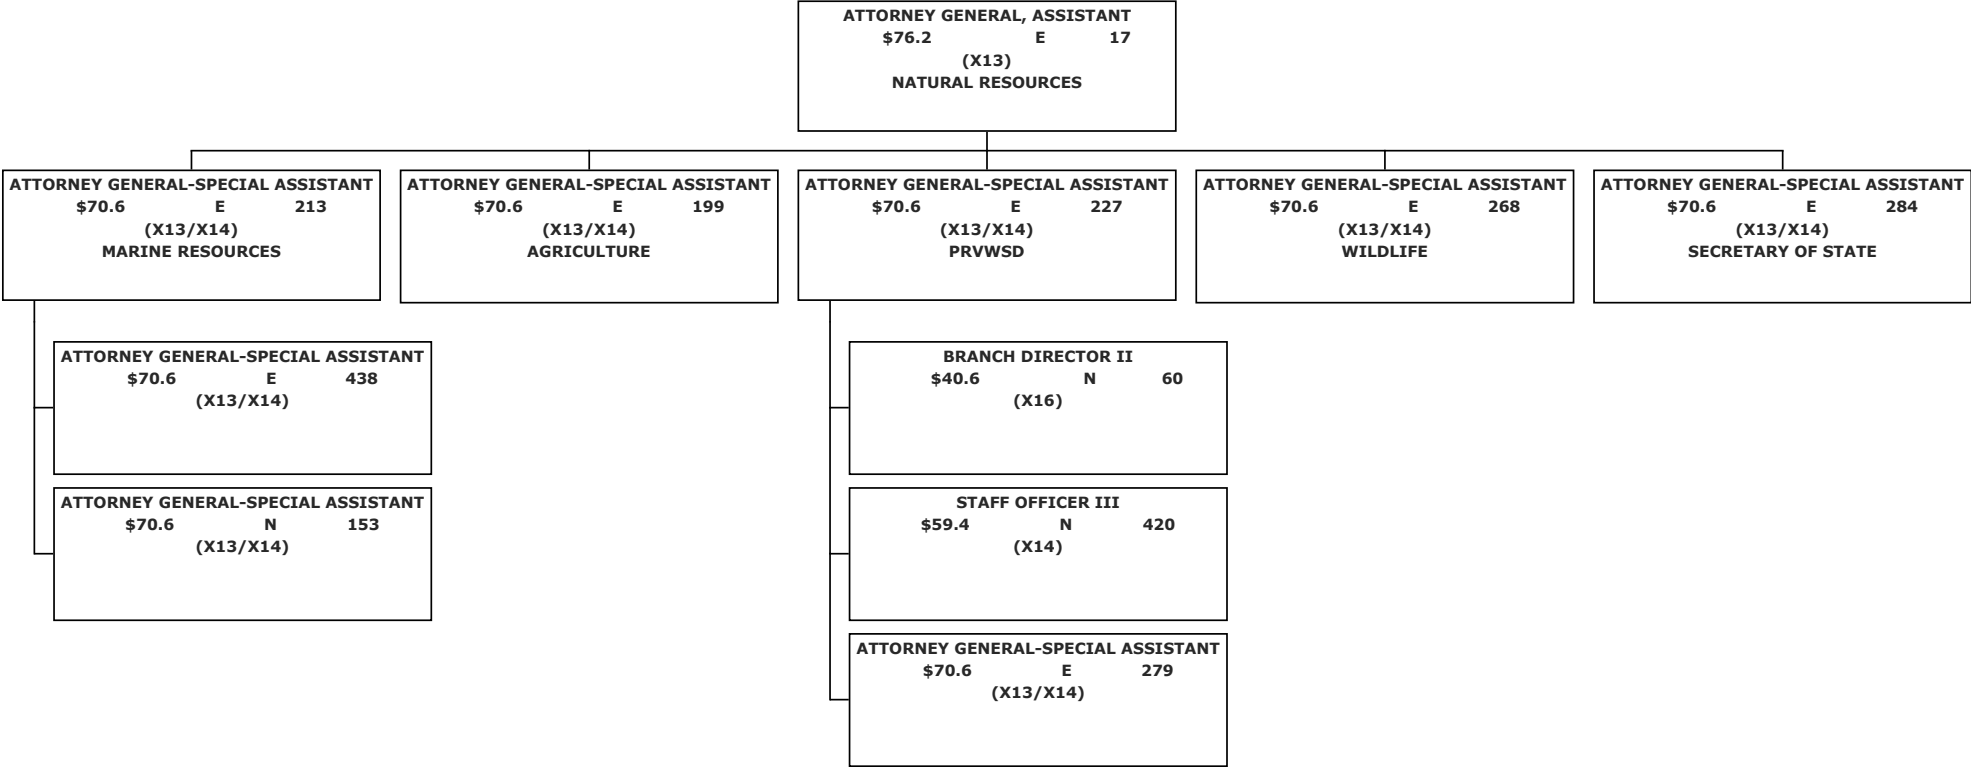 ATTORNEY GENERAL, ASSISTANT
$76.2 E 17
(X13)
NATURAL RESOURCES
ATTORNEY GENERAL-SPECIAL ASSISTANT
$70.6 E 213
(X13/X14)
MARINE RESOURCES
ATTORNEY GENERAL-SPECIAL ASSISTANT
$70.6 E 199
(X13/X14)
AGRICULTURE
ATTORNEY GENERAL-SPECIAL ASSISTANT
$70.6 E 227
(X13/X14)
PRVWSD
ATTORNEY GENERAL-SPECIAL ASSISTANT
$70.6 E 268
(X13/X14)
WILDLIFE
ATTORNEY GENERAL-SPECIAL ASSISTANT
$70.6 E 284
(X13/X14)
SECRETARY OF STATE
ATTORNEY GENERAL-SPECIAL ASSISTANT
$70.6 E 438
(X13/X14)
ATTORNEY GENERAL-SPECIAL ASSISTANT
$70.6 N 153
(X13/X14)
BRANCH DIRECTOR II
$40.6 N 60
(X16)
STAFF OFFICER III
$59.4 N 420
(X14)
ATTORNEY GENERAL-SPECIAL ASSISTANT
$70.6 E 279
(X13/X14)